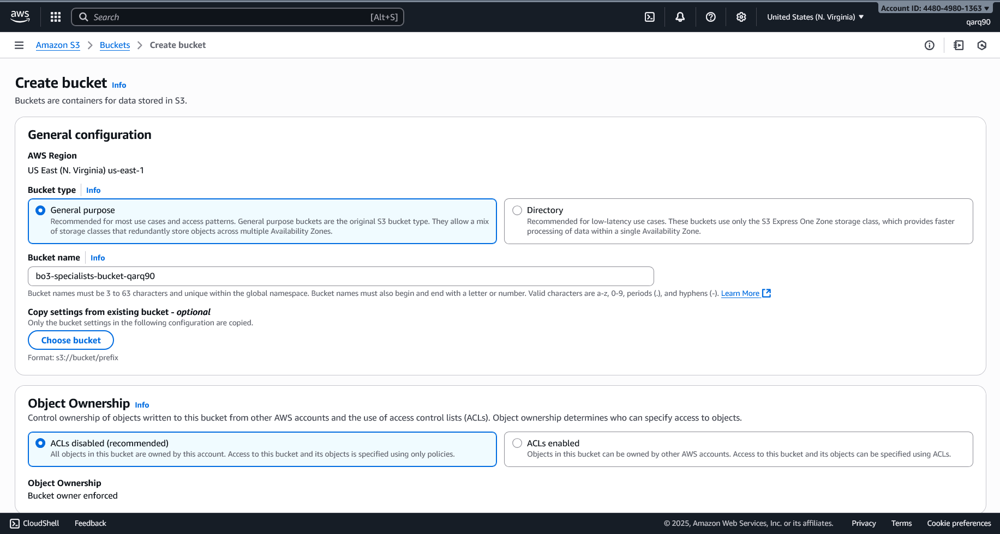 aws
Search [Alt+S]
United States (N. Virginia) ▼
Account ID: 4480-4980-1363 ▼
qarq90
Amazon S3 > Buckets > Create bucket
Create bucket Info
Buckets are containers for data stored in S3.
General configuration
AWS Region
US East (N. Virginia) us-east-1
Bucket type Info
General purpose
Recommended for most use cases and access patterns. General purpose buckets are the original S3 bucket type. They allow a mix
of storage classes that redundantly store objects across multiple Availability Zones.
Directory
Recommended for low-latency use cases. These buckets use only the S3 Express One Zone storage class, which provides faster
processing of data within a single Availability Zone.
Bucket name Info
bo3-specialists-bucket-qarq90
Bucket names must be 3 to 63 characters and unique within the global namespace. Bucket names must also begin and end with a letter or number. Valid characters are a-z, 0-9, periods (.), and hyphens (-). Learn More
Copy settings from existing bucket - optional
Only the bucket settings in the following configuration are copied.
Choose bucket
Format: s3://bucket/prefix
Object Ownership Info
Control ownership of objects written to this bucket from other AWS accounts and the use of access control lists (ACLs). Object ownership determines who can specify access to objects.
ACLs disabled (recommended)
All objects in this bucket are owned by this account. Access to this bucket and its objects is specified using only policies.
ACLs enabled
Objects in this bucket can be owned by other AWS accounts. Access to this bucket and its objects can be specified using ACLs.
Object Ownership
Bucket owner enforced
CloudShell Feedback © 2025, Amazon Web Services, Inc. or its affiliates. Privacy Terms Cookie preferences